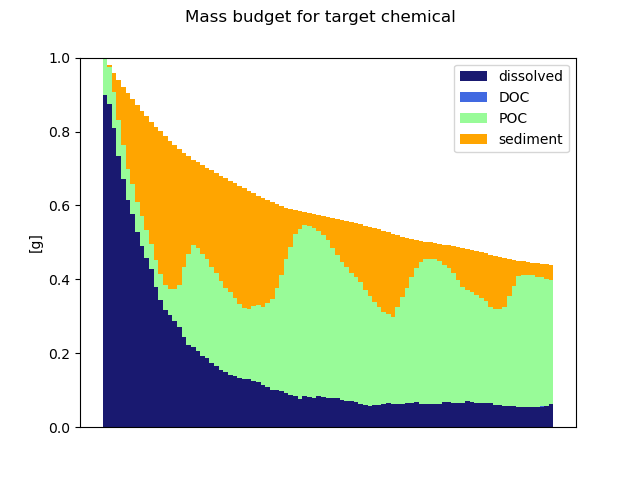 Mass budget for target chemical
1.0
0.8
0.6
0.4
0.2
0.0
[g]
dissolved
DOC
POC
sediment